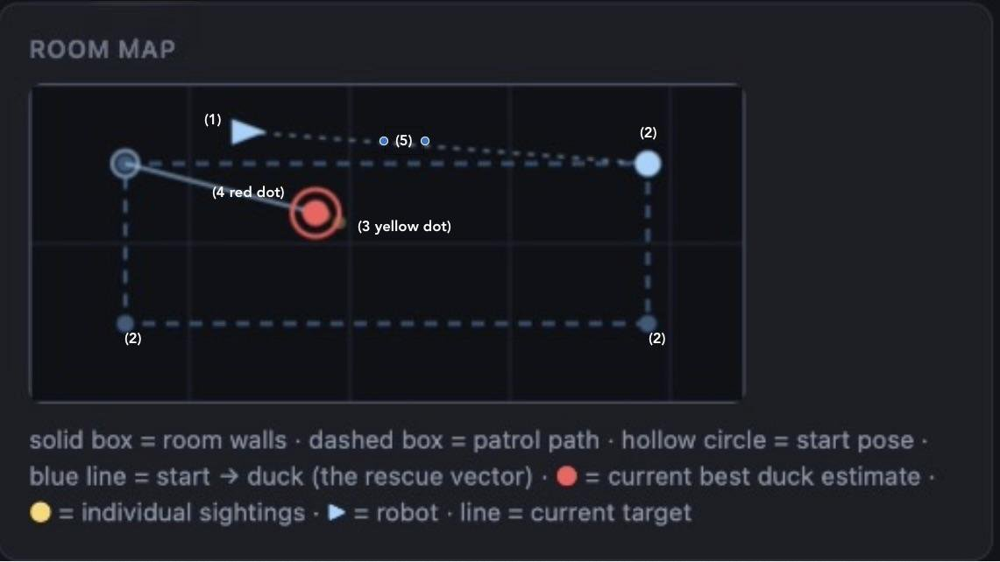 ROOM MAP
(1)
(5)
(2)
(4 red dot)
(3 yellow dot)
(2)
(2)
solid box = room walls · dashed box = patrol path · hollow circle = start pose ·
blue line = start → duck (the rescue vector) · 🔴 = current best duck estimate ·
🟡 = individual sightings · ▶ = robot · line = current target